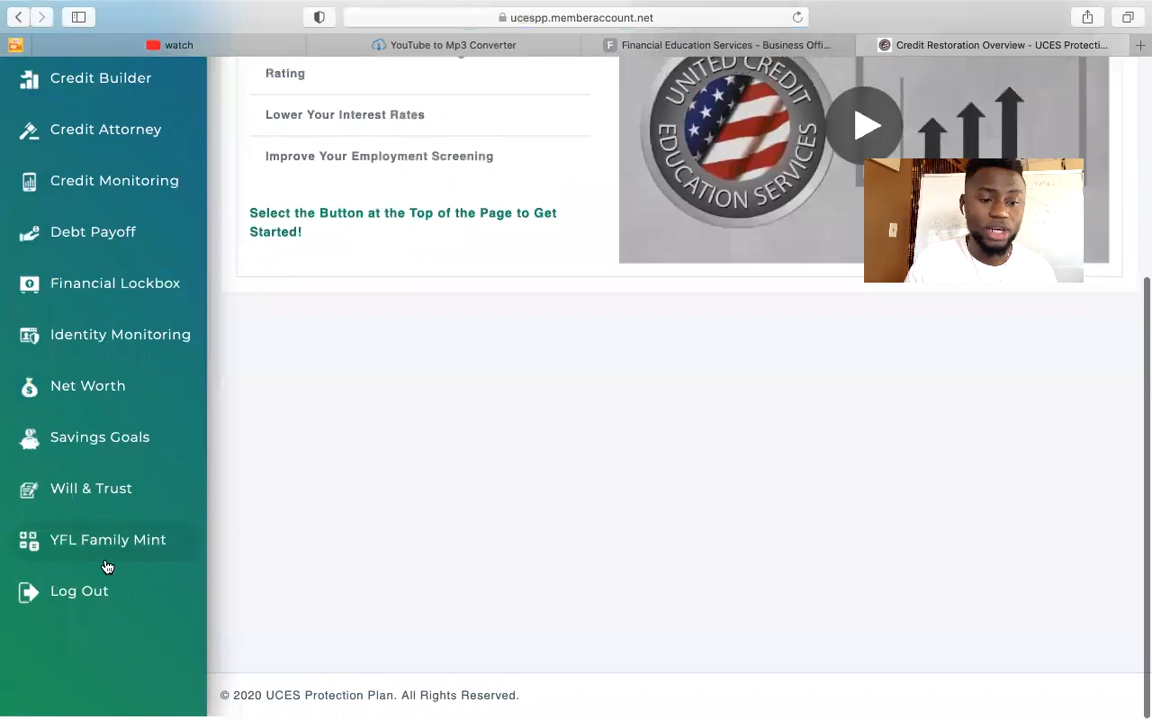 ucespp.memberaccount.net
watch
YouTube to Mp3 Converter
Financial Education Services - Business Offi...
Credit Restoration Overview - UCES Protecti...
Credit Builder
Credit Attorney
Credit Monitoring
Debt Payoff
Financial Lockbox
Identity Monitoring
Net Worth
Savings Goals
Will & Trust
YFL Family Mint
Log Out
Rating
Lower Your Interest Rates
Improve Your Employment Screening
Select the Button at the Top of the Page to Get
Started!
UNITED CREDIT
EDUCATION SERVICES
© 2020 UCES Protection Plan. All Rights Reserved.